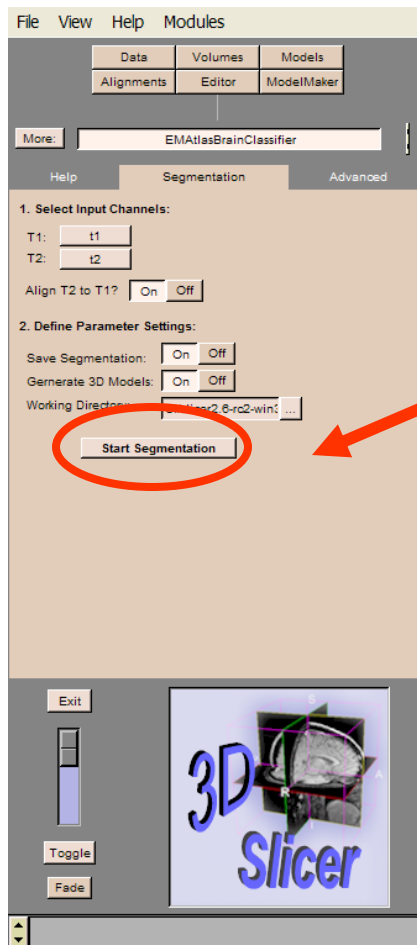 File View Help Modules
Data Volumes Models
Alignments Editor ModelMaker
More: EMAtlasBrainClassifier
Help Segmentation Advanced
1. Select Input Channels:
T1: t1
T2: t2
Align T2 to T1? On Off
2. Define Parameter Settings:
Save Segmentation: On Off
Gernerate 3D Models: On Off
Working ...
Start Segmentation
Exit
S
A
R
I
3D
Slicer
Toggle
Fade